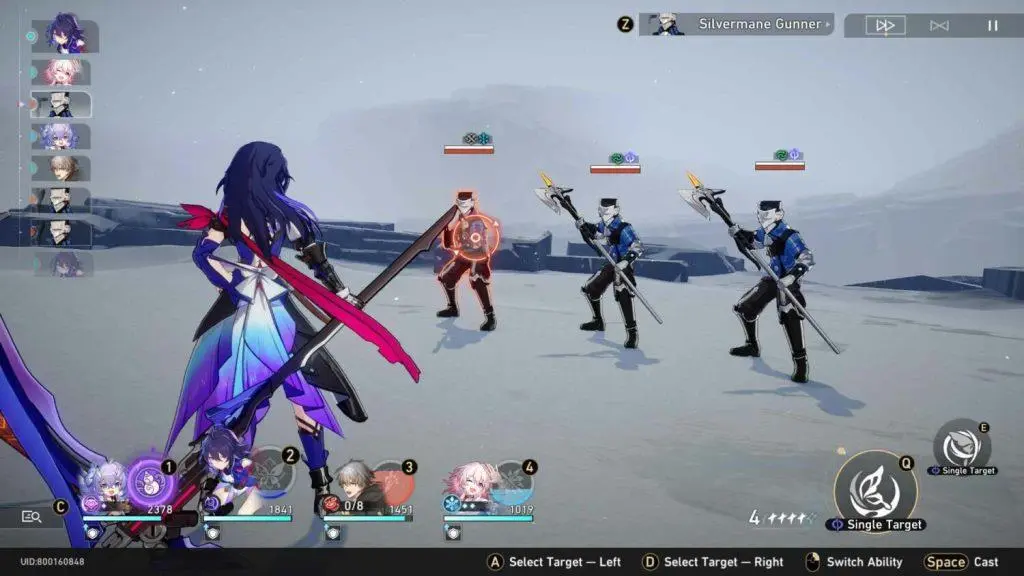 Z
Silvermane Gunner
1
2
3
4
2378
1841
0/8
1451
1019
C
E
Single Target
Q
4
Single Target
UID:800160848
A Select Target — Left
D Select Target — Right
Switch Ability
Space Cast